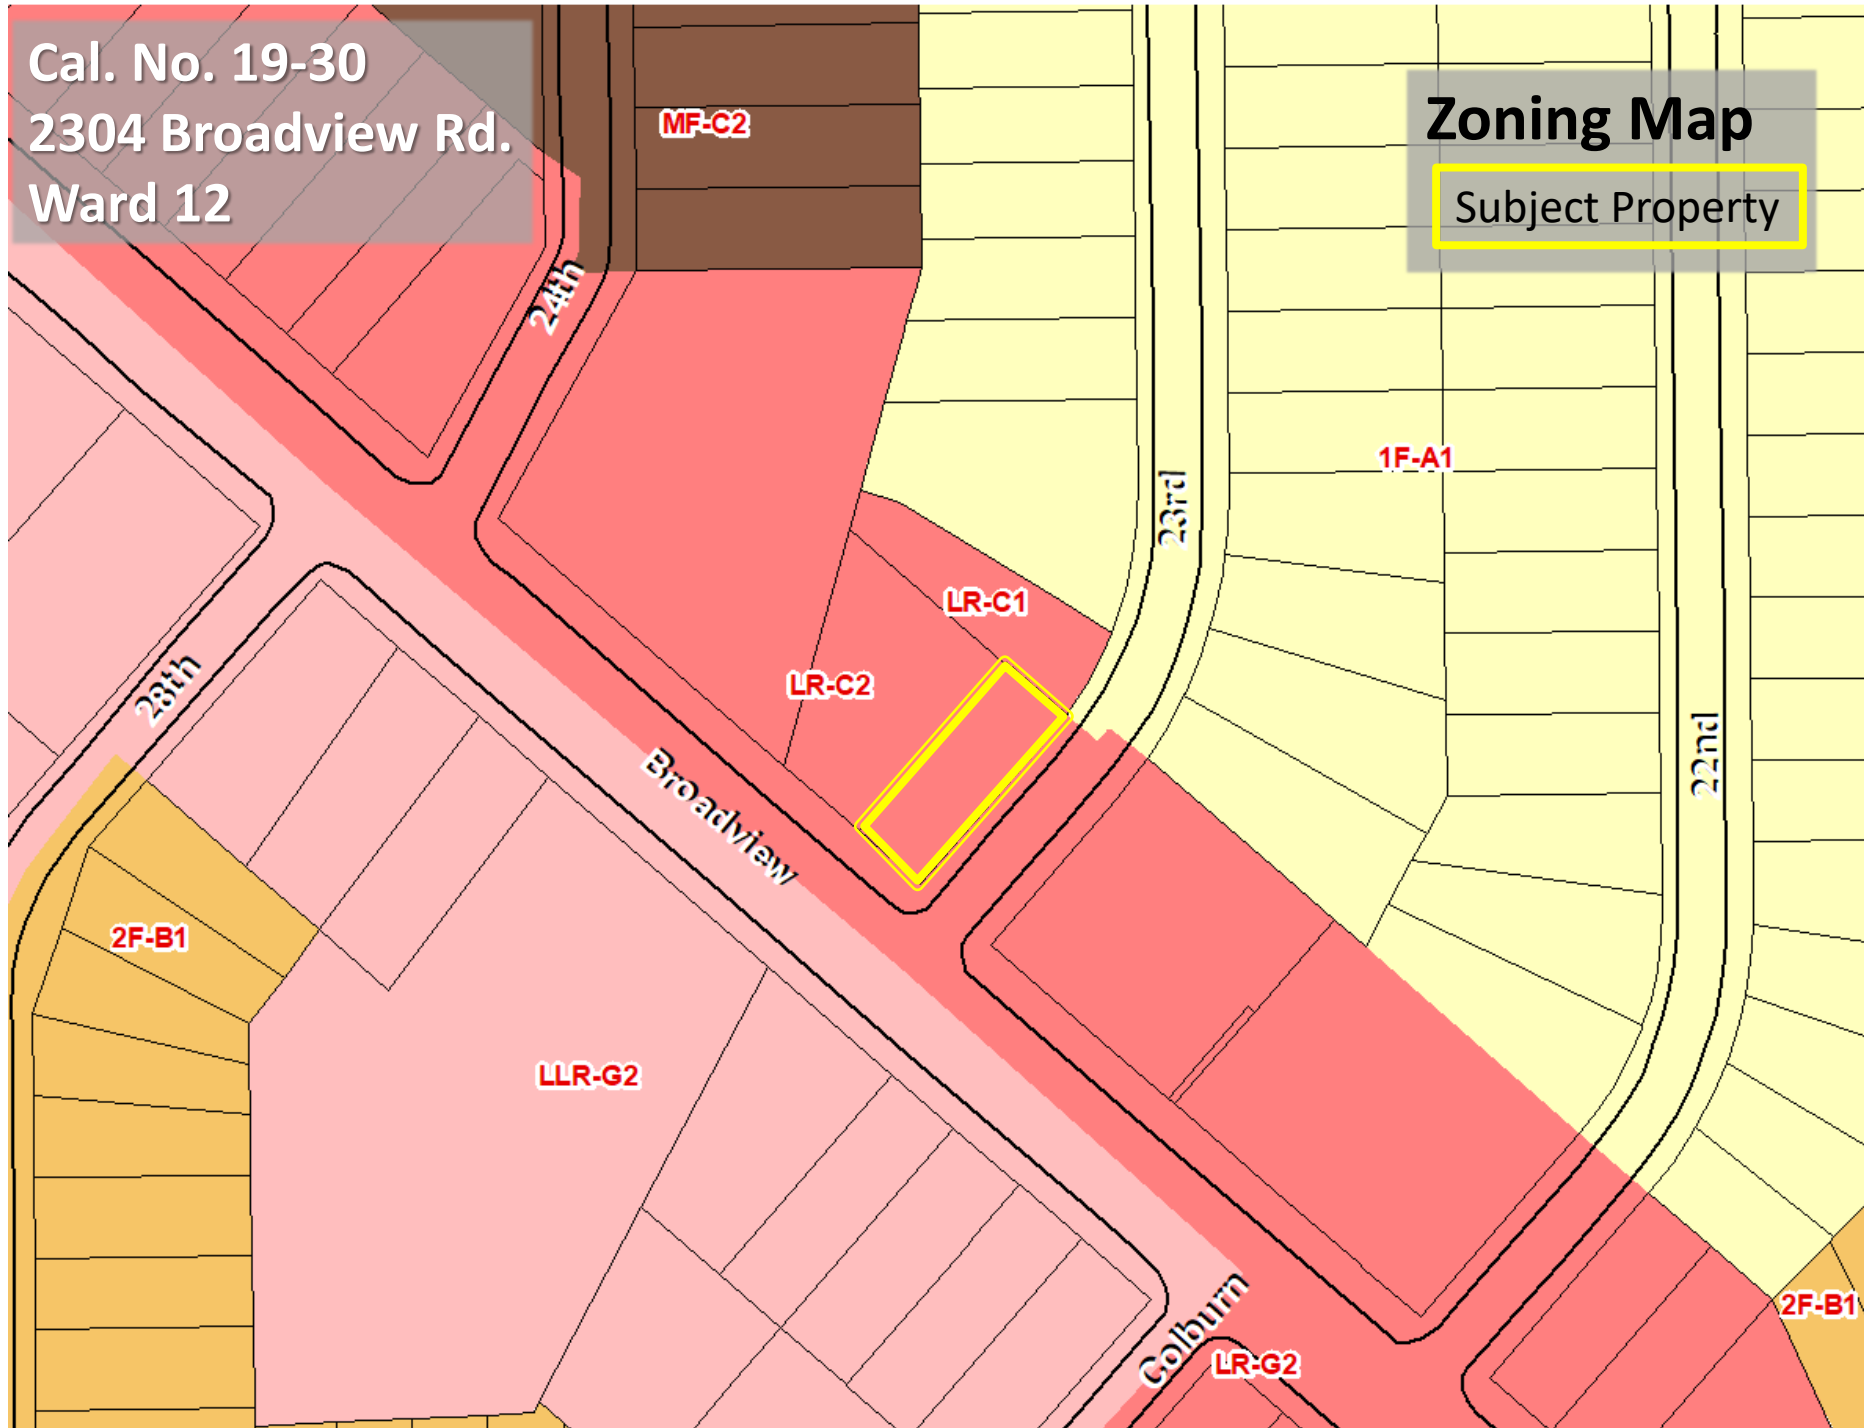 Cal. No. 19-30
2304 Broadview Rd.
Ward 12
Zoning Map
Subject Property
MF-C2
24th
1F-A1
23rd
LR-C1
LR-C2
28th
22nd
Broadview
2F-B1
LLR-G2
Colburn
2F-B1
LR-G2